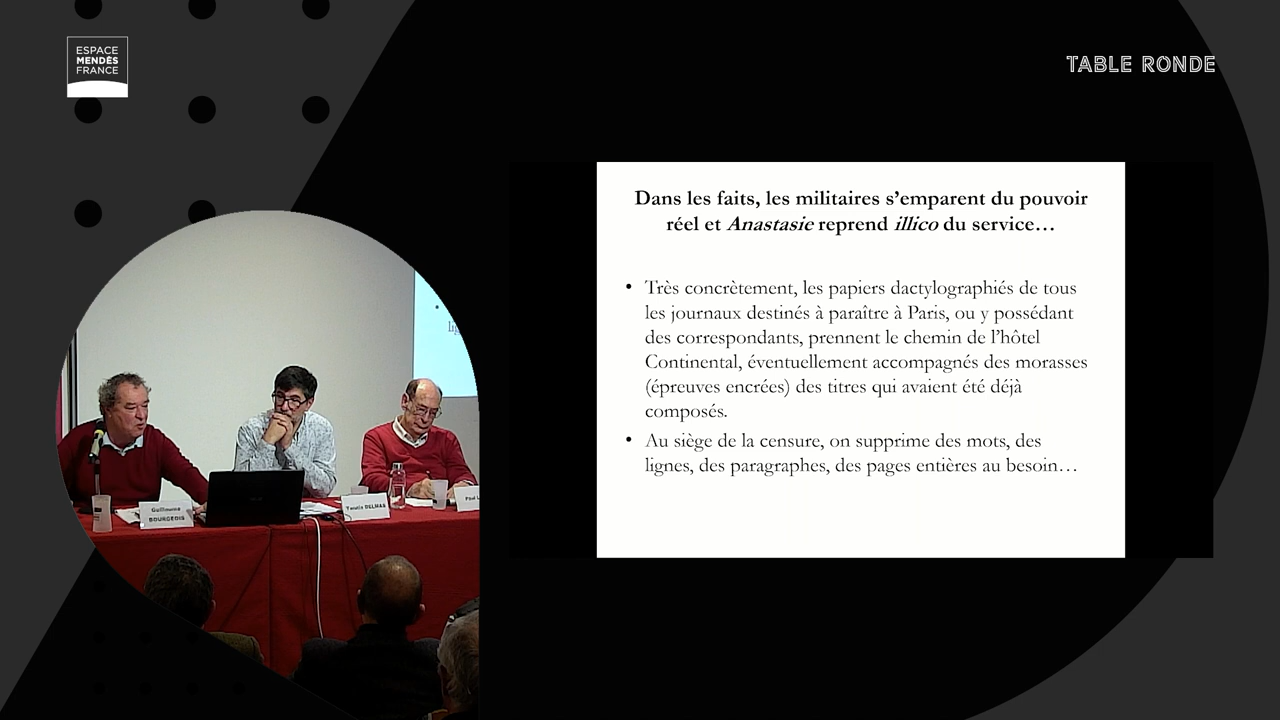 ESPACE
MENDÈS
FRANCE
TABLE RONDE
Dans les faits, les militaires s’emparent du pouvoir
réel et Anastasie reprend illico du service…
• Très concrètement, les papiers dactylographiés de tous
les journaux destinés à paraître à Paris, ou y possédant
des correspondants, prennent le chemin de l’hôtel
Continental, éventuellement accompagnés des morasses
(épreuves encrées) des titres qui avaient été déjà
composés.
• Au siège de la censure, on supprime des mots, des
lignes, des paragraphes, des pages entières au besoin…
Guillaume
BOURGEOIS
Yannis DELMAS
Paul